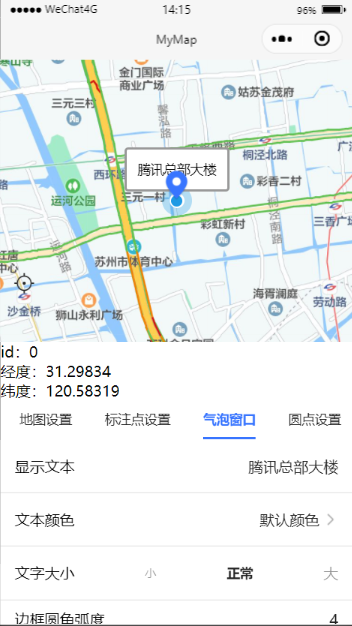 WeChat4G 14:15 96%
MyMap
金门国际
商业广场
姑苏金茂府
三元三村
西环路
桐泾北路
腾讯总部大楼
三元一村
彩香二村
运河公园
桐泾南路
三香广场
彩虹新村
苏州市体育中心
中心
海胥澜庭
劳动路
沙金桥
狮山永利广场
id: 0
经度: 31.29834
纬度: 120.58319
地图设置 标注点设置 气泡窗口 圆点设置
显示文本 腾讯总部大楼
文本颜色 默认颜色
文字大小 小 正常 大
边框圆角弧度 4